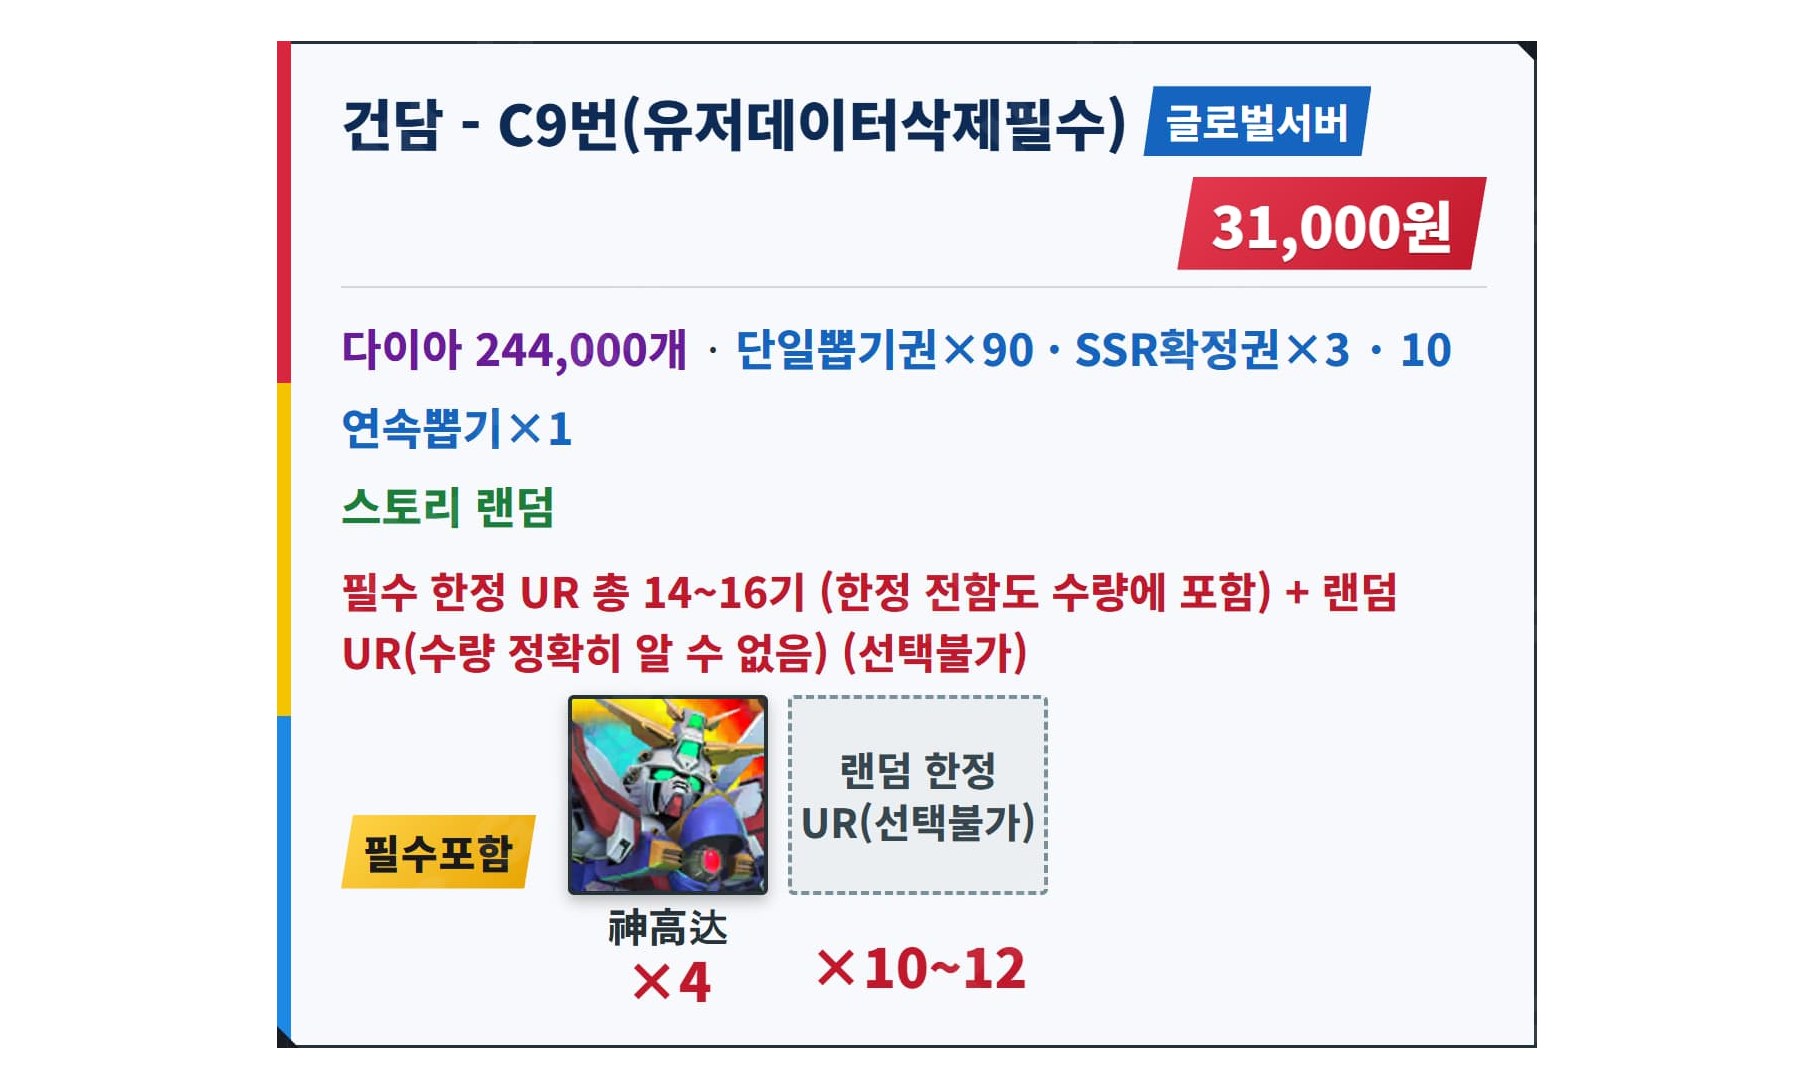 건담 - C9번(유저데이터삭제필수) 글로벌서버
31,000원
다이아 244,000개 · 단일뽑기권×90 · SSR확정권×3 · 10
연속뽑기×1
스토리 랜덤
필수 한정 UR 총 14~16기 (한정 전함도 수량에 포함) + 랜덤
UR(수량 정확히 알 수 없음) (선택불가)
필수포함
神高达
×4
랜덤 한정
UR(선택불가)
×10~12